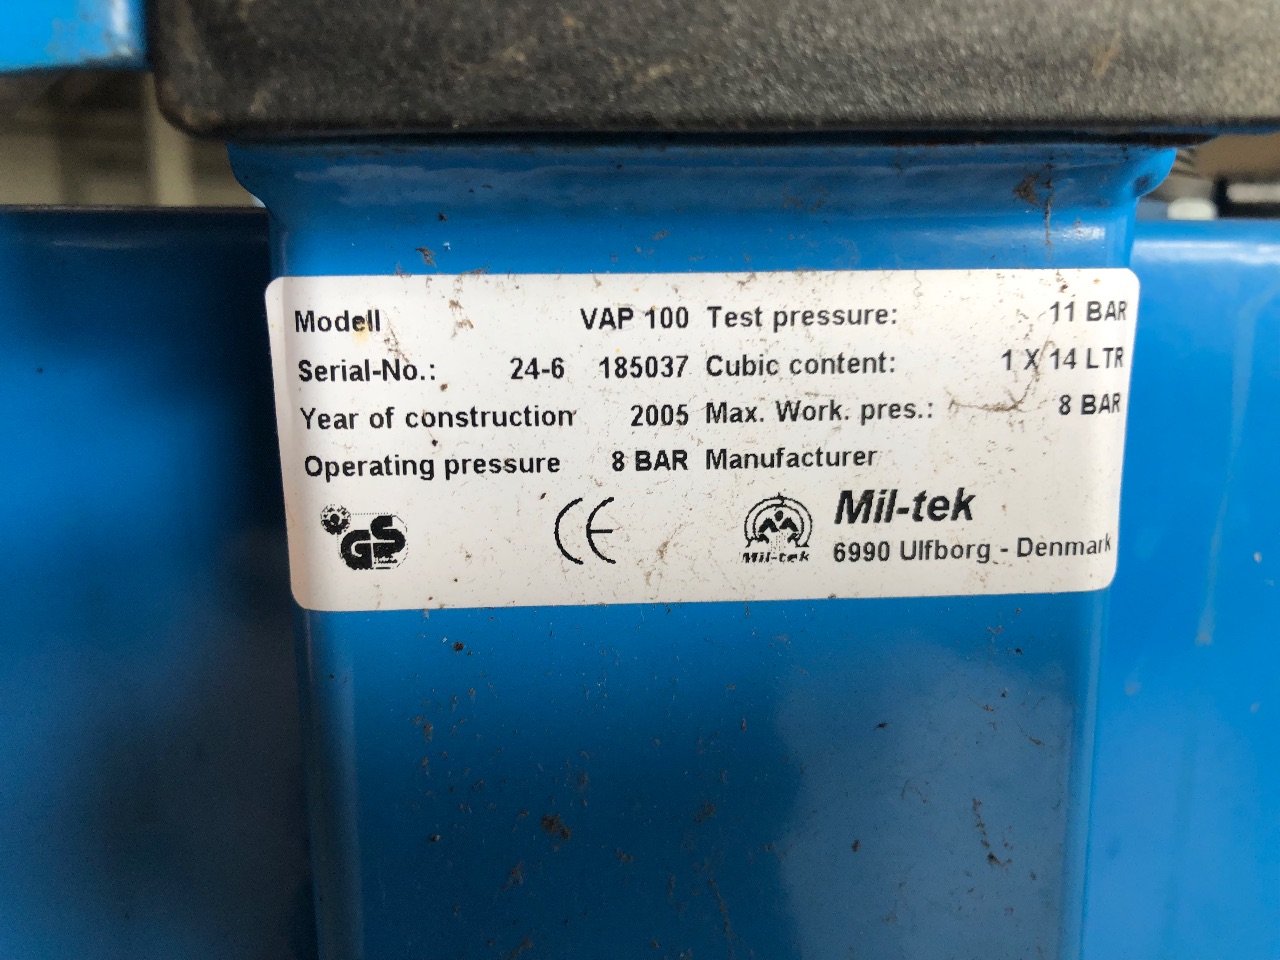 Modell VAP 100 Test pressure: 11 BAR
Serial-No.: 24-6 185037 Cubic content: 1 X 14 LTR
Year of construction 2005 Max. Work. pres.: 8 BAR
Operating pressure 8 BAR Manufacturer
GS CE Mil-tek Mil-tek
6990 Ulfborg - Denmark